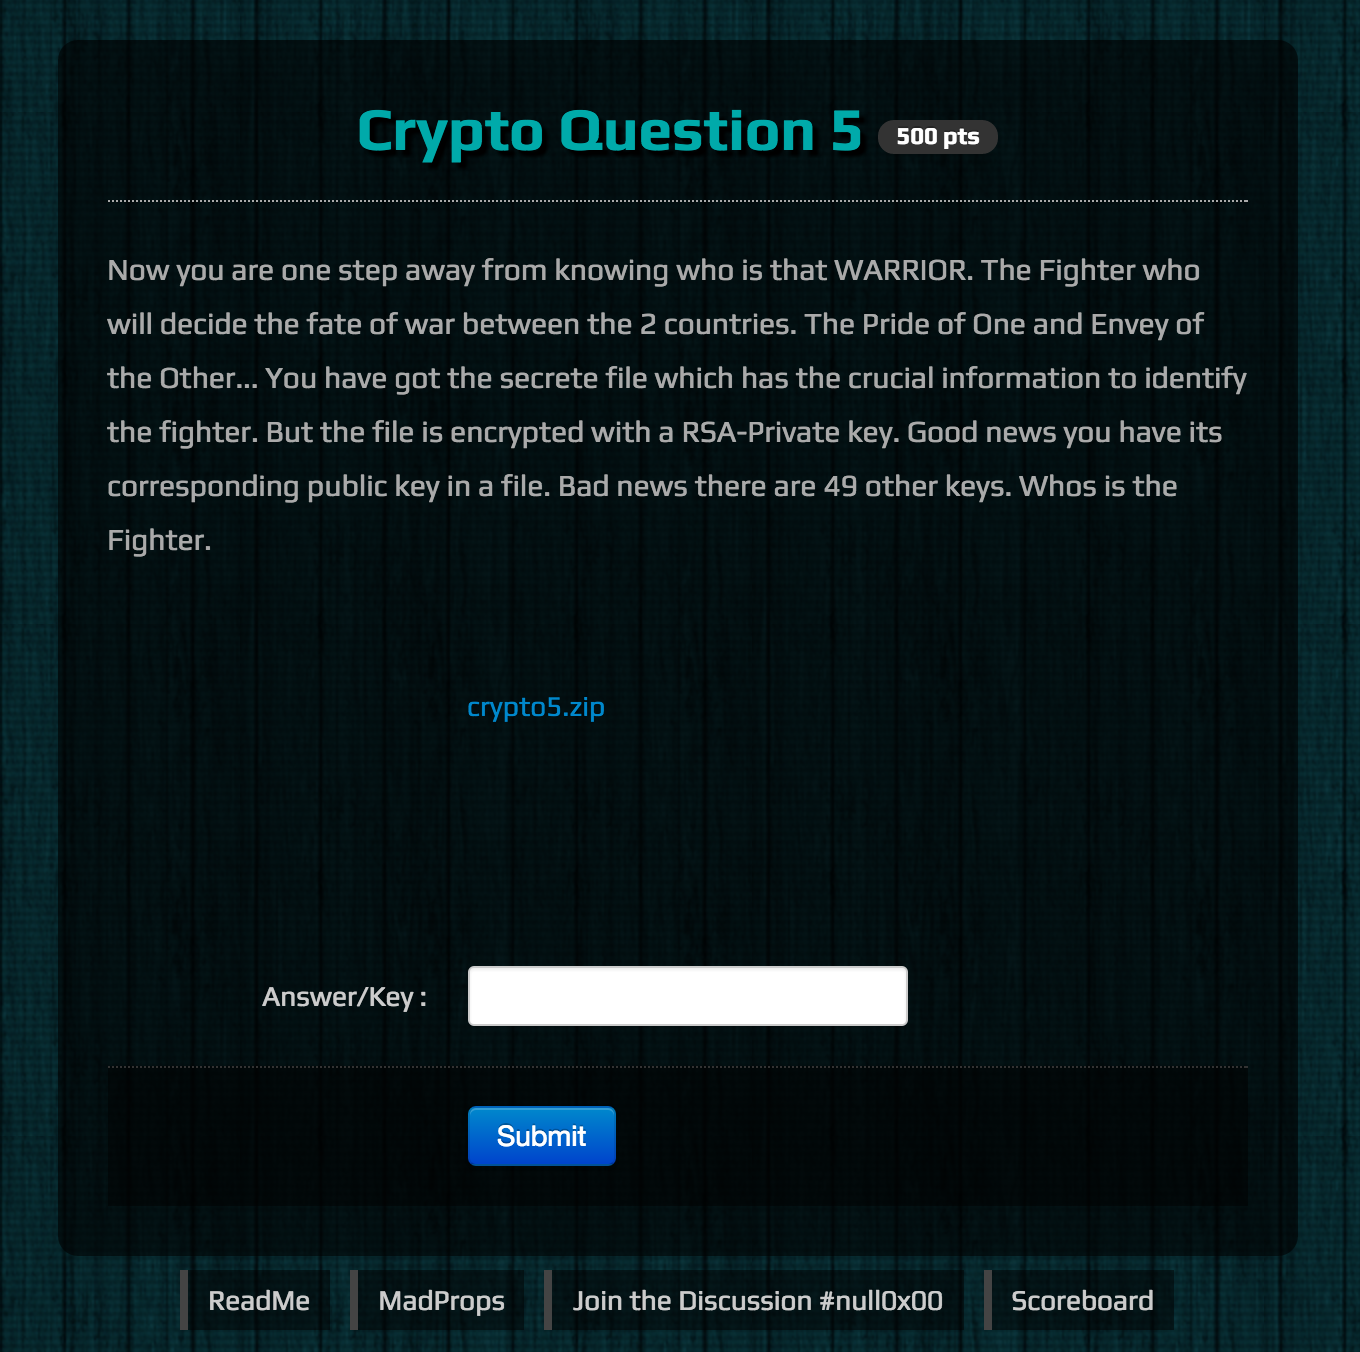 Crypto Question 5 500 pts
Now you are one step away from knowing who is that WARRIOR. The Fighter who
will decide the fate of war between the 2 countries. The Pride of One and Envey of
the Other... You have got the secrete file which has the crucial information to identify
the fighter. But the file is encrypted with a RSA-Private key. Good news you have its
corresponding public key in a file. Bad news there are 49 other keys. Whos is the
Fighter.
crypto5.zip
Answer/Key :
Submit
ReadMe MadProps Join the Discussion #null0x00 Scoreboard